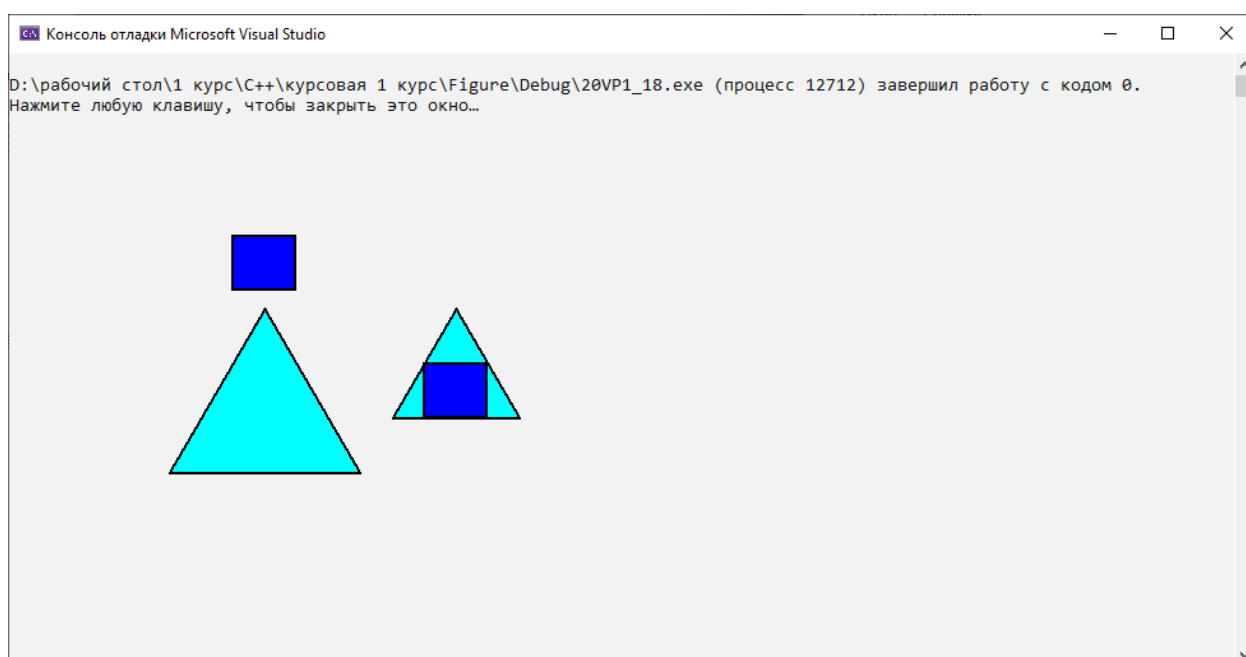 Консоль отладки Microsoft Visual Studio
D:\рабочий стол\1 курс\C++\курсовая 1 курс\Figure\Debug\20VP1_18.exe (процесс 12712) завершил работу с кодом 0.
Нажмите любую клавишу, чтобы закрыть это окно…